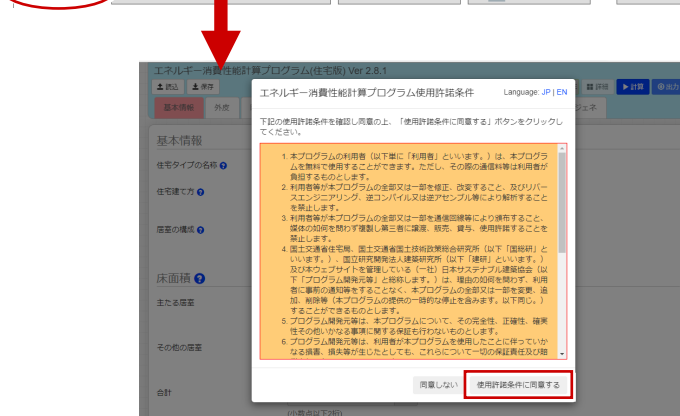 エネルギー消費性能計算プログラム(住宅版) Ver 2.8.1
読込 保存 詳細 計算 出力
基本情報 外皮
基本情報
住宅タイプの名称
住宅建て方
居室の構成
床面積
主たる居室
その他の居室
合計
(小数点以下2桁)
エネルギー消費性能計算プログラム使用許諾条件 Language: JP | EN
下記の使用許諾条件を確認し同意の上、「使用許諾条件に同意する」ボタンをクリックし
てください。
1. 本プログラムの利用者（以下単に「利用者」といいます。）は、本プログラ
ムを無料で使用することができます。ただし、その際の通信料等は利用者が
負担するものとします。
2. 利用者等が本プログラムの全部又は一部を修正、改変すること、及びリバー
スエンジニアリング、逆コンパイル又は逆アセンブル等により解析すること
を禁止します。
3. 利用者等が本プログラムの全部又は一部を通信回線等により頒布すること、
媒体の如何を問わず複製し第三者に譲渡、販売、貸与、使用許諾することを
禁止します。
4. 国土交通省住宅局、国土交通省国土技術政策総合研究所（以下「国総研」と
いいます。）、国立研究開発法人建築研究所（以下「建研」といいます。）
及び本ウェブサイトを管理している（一社）日本サステナブル建築協会（以
下「プログラム開発元等」と総称します。）は、理由の如何を問わず、利用
者に事前の通知等をすることなく、本プログラムの全部又は一部を変更、追
加、削除等（本プログラムの提供の一時的な停止を含みます。以下同じ。）
することができるものとします。
5. プログラム開発元等は、本プログラムについて、その完全性、正確性、確実
性その他いかなる事項に関する保証も行わないものとします。
6. プログラム開発元等は、利用者が本プログラムを使用したことに伴っていか
なる損害、損失等が生じたとしても、これらについて一切の保証責任及び賠
同意しない 使用許諾条件に同意する